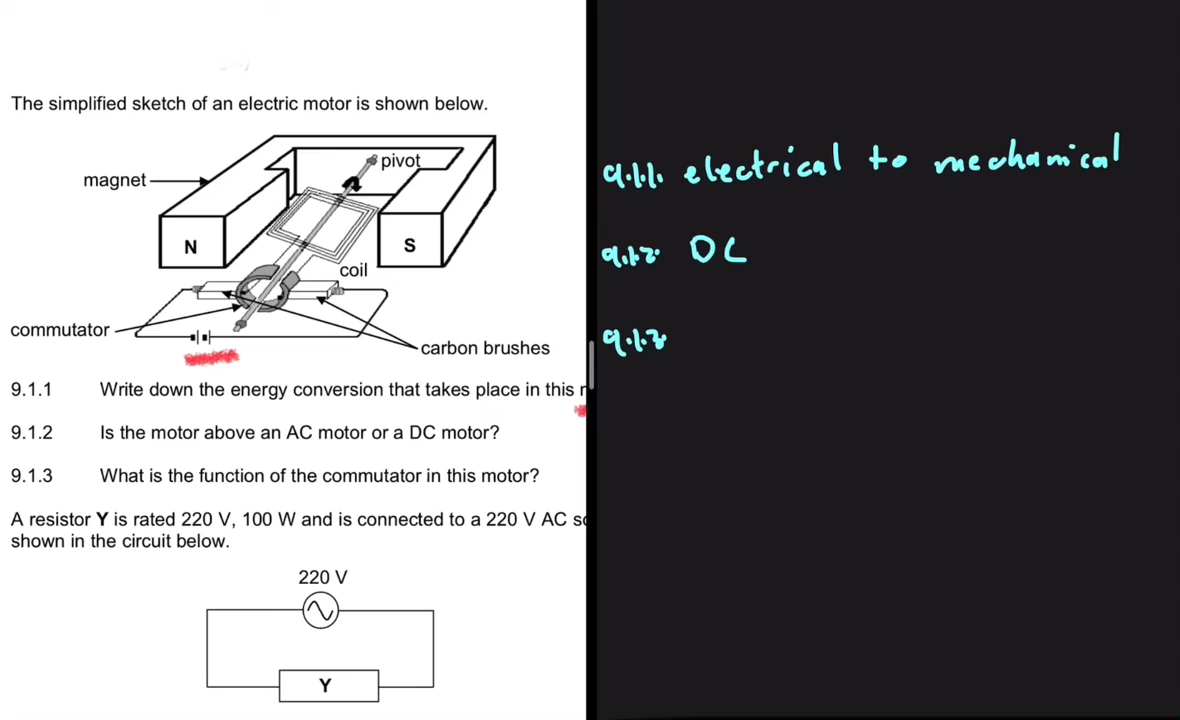 The simplified sketch of an electric motor is shown below.
pivot
magnet
N
S
coil
commutator
carbon brushes
9.1.1 Write down the energy conversion that takes place in this
9.1.2 Is the motor above an AC motor or a DC motor?
9.1.3 What is the function of the commutator in this motor?
A resistor Y is rated 220 V, 100 W and is connected to a 220 V AC
shown in the circuit below.
220 V
Y
9.1.1. electrical to mechanical
9.1.2. DC
9.1.3.